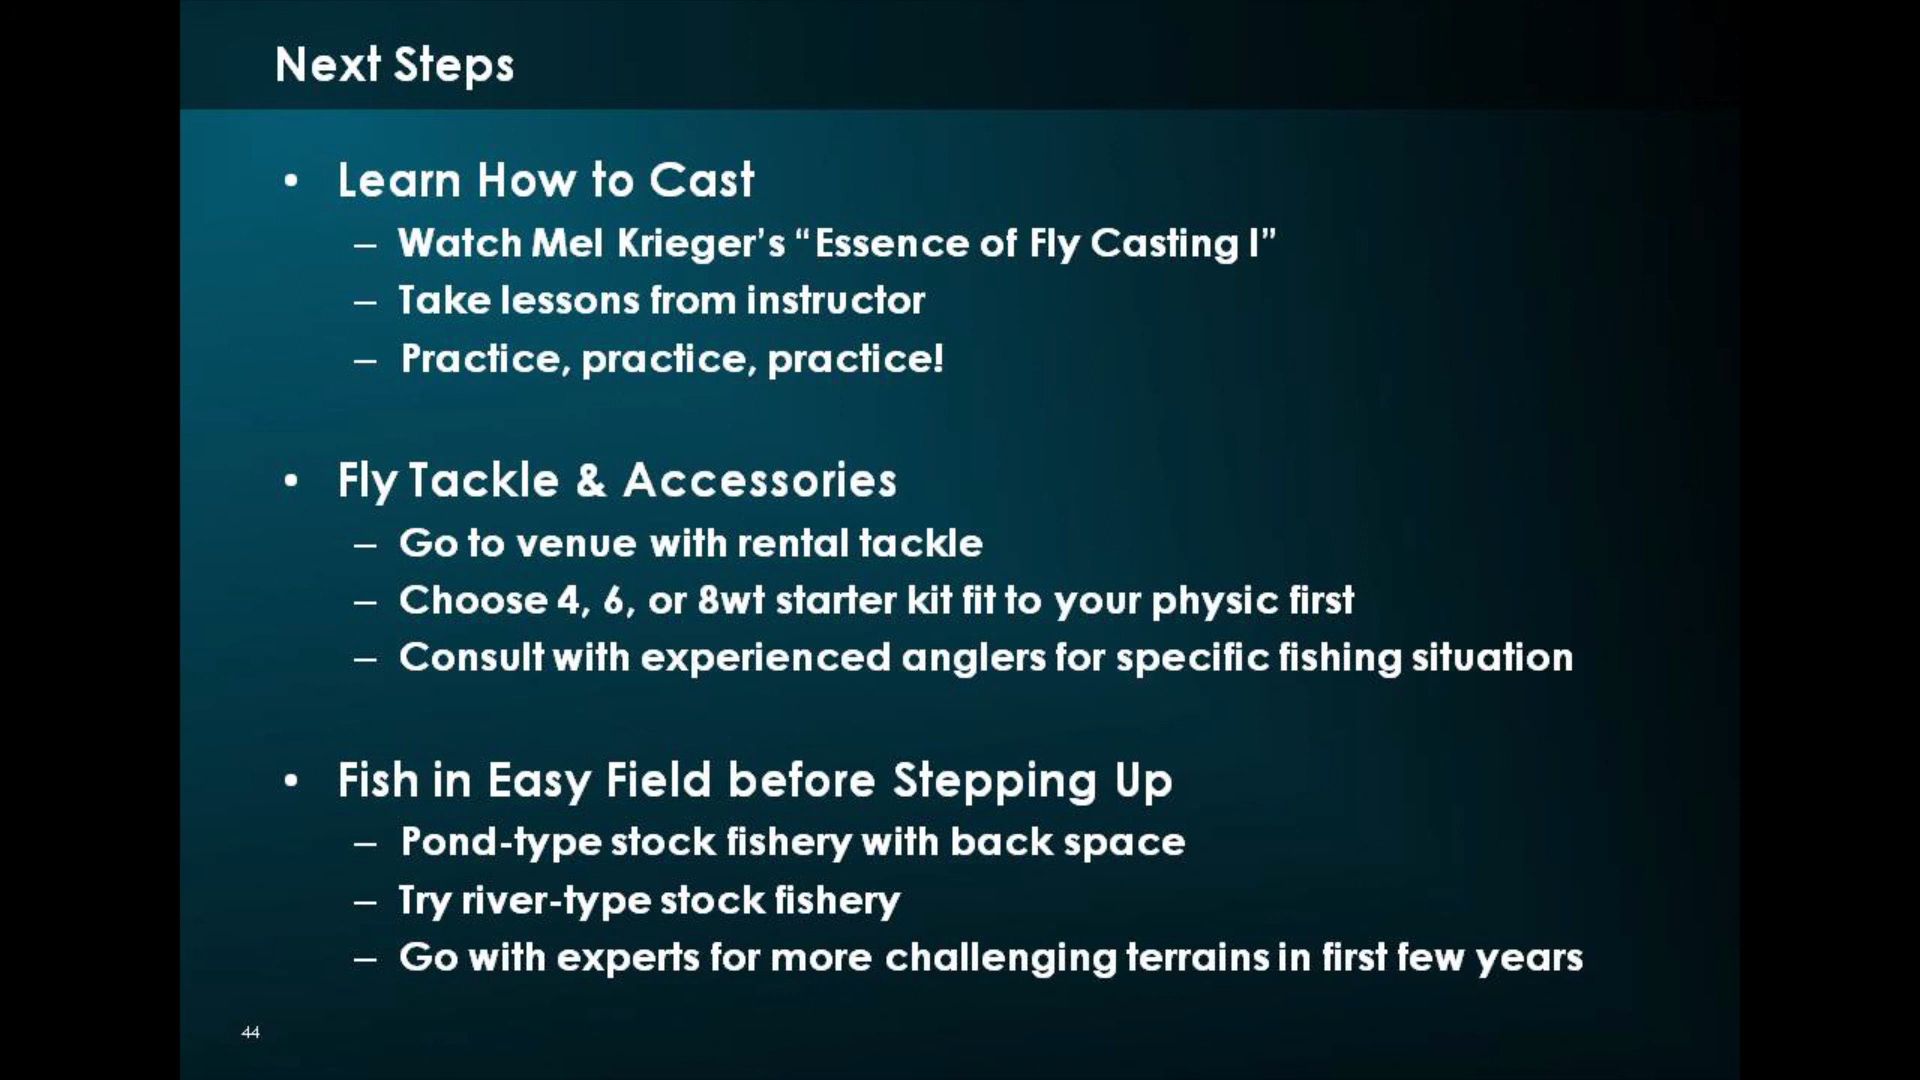 Next Steps
• Learn How to Cast
– Watch Mel Krieger's “Essence of Fly Casting I”
– Take lessons from instructor
– Practice, practice, practice!
• Fly Tackle & Accessories
– Go to venue with rental tackle
– Choose 4, 6, or 8wt starter kit fit to your physic first
– Consult with experienced anglers for specific fishing situation
• Fish in Easy Field before Stepping Up
– Pond-type stock fishery with back space
– Try river-type stock fishery
– Go with experts for more challenging terrains in first few years
44